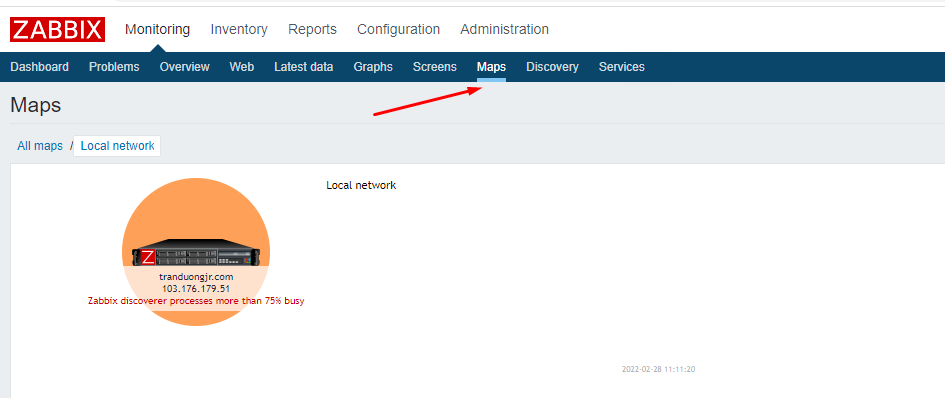 ZABBIX Monitoring Inventory Reports Configuration Administration
Dashboard Problems Overview Web Latest data Graphs Screens Maps Discovery Services
Maps
All maps / Local network
Local network
Z
tranduongjr.com
103.176.179.51
Zabbix discoverer processes more than 75% busy
2022-02-28 11:11:20